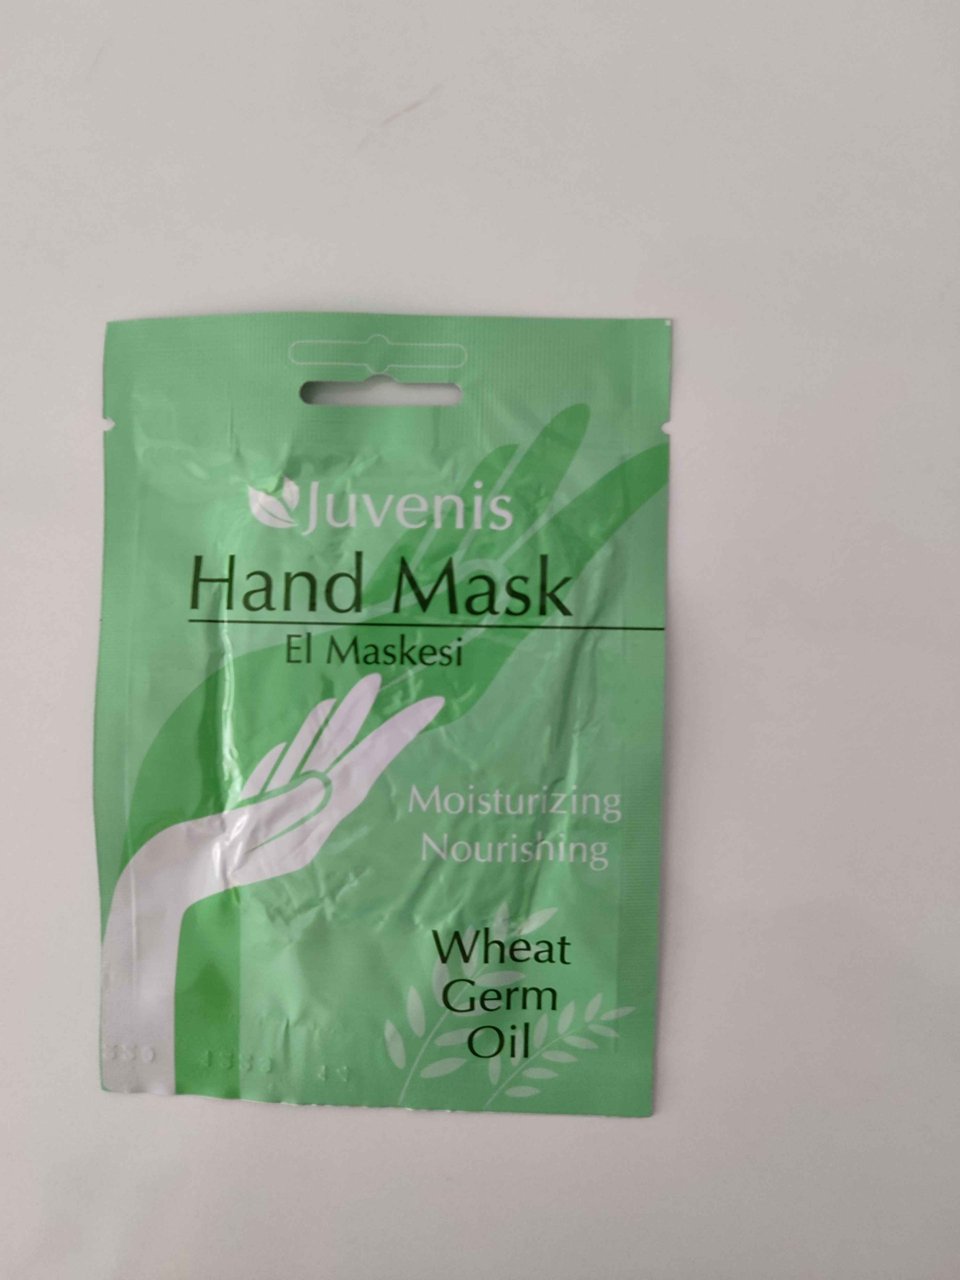 Juvenis
Hand Mask
El Maskesi
Moisturizing
Nourishing
Wheat
Germ
Oil